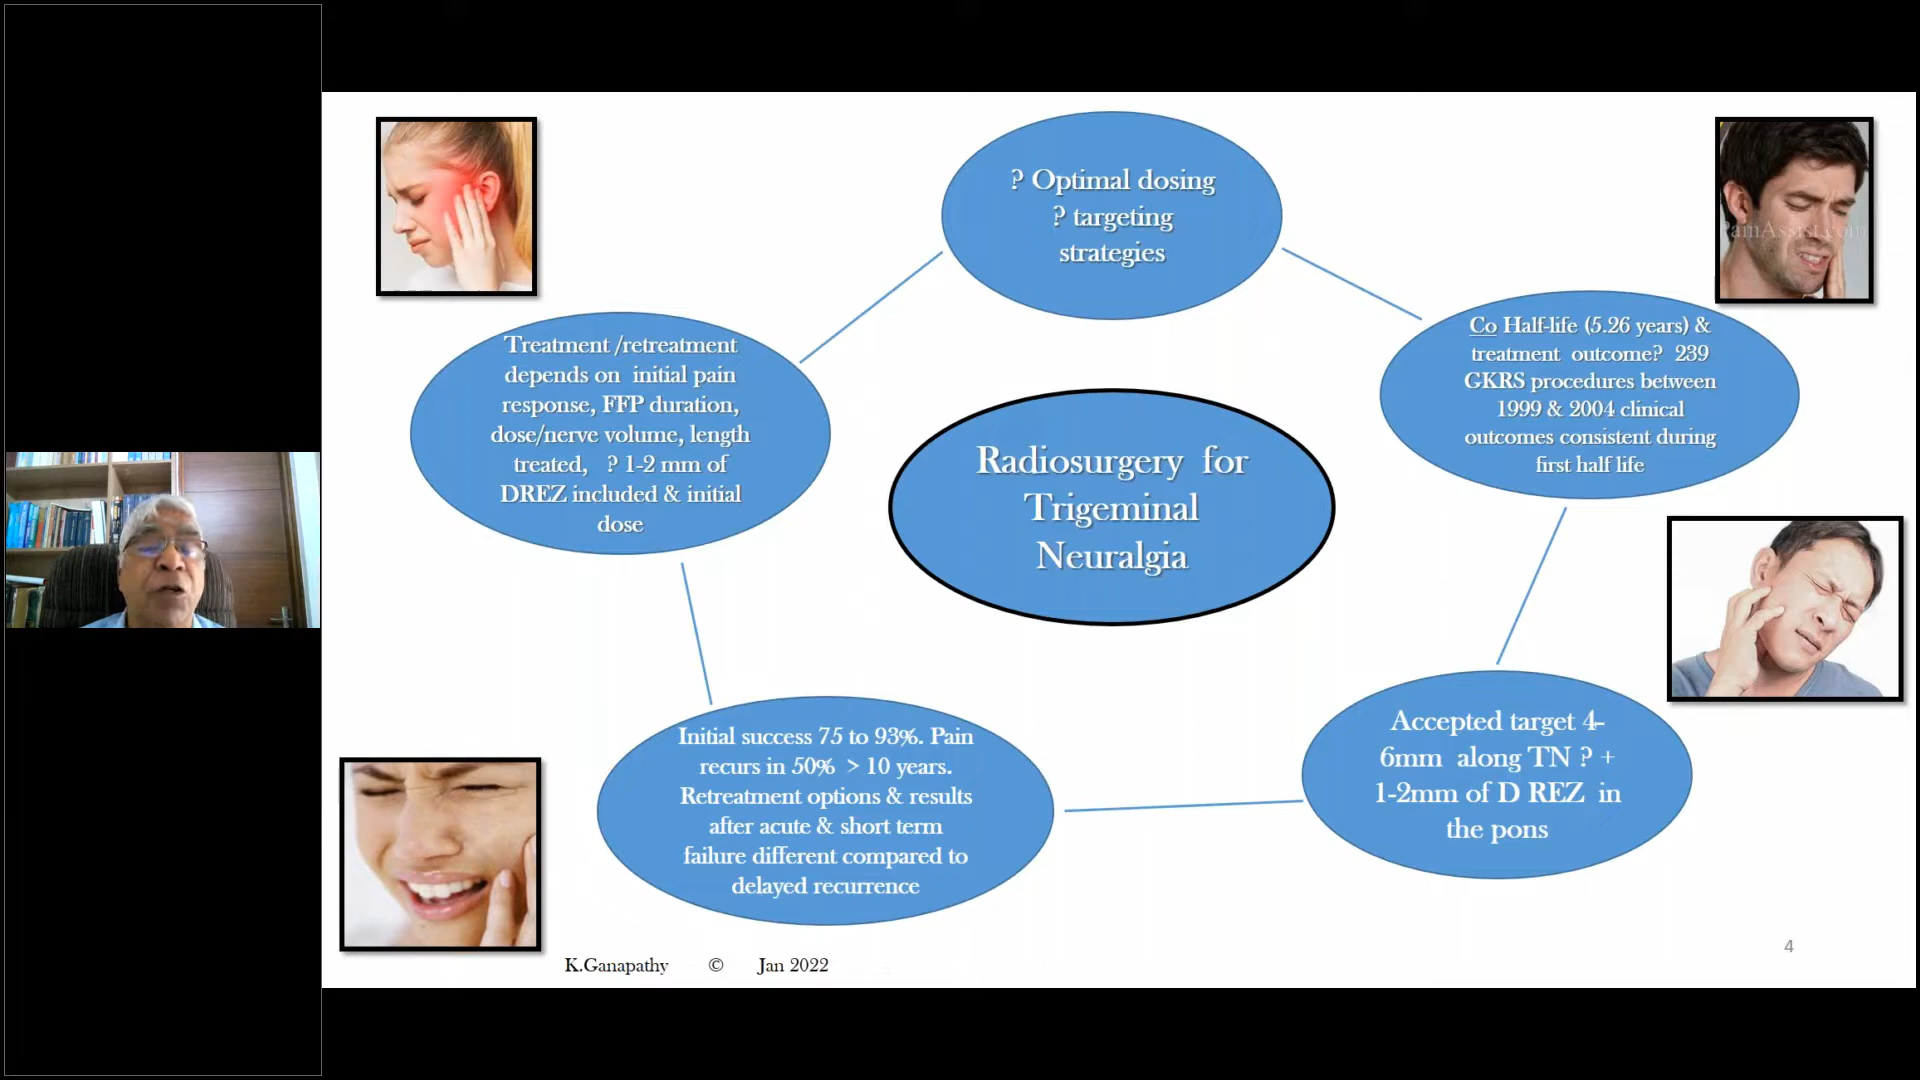 ? Optimal dosing
? targeting
strategies
Treatment /retreatment
depends on initial pain
response, FFP duration,
dose/nerve volume, length
treated, ? 1-2 mm of
DREZ included & initial
dose
Co Half-life (5.26 years) &
treatment outcome? 239
GKRS procedures between
1999 & 2004 clinical
outcomes consistent during
first half life
Radiosurgery for
Trigeminal
Neuralgia
Initial success 75 to 93%. Pain
recurs in 50% > 10 years.
Retreatment options & results
after acute & short term
failure different compared to
delayed recurrence
Accepted target 4-
6mm along TN ? +
1-2mm of D REZ in
the pons
K.Ganapathy © Jan 2022
4